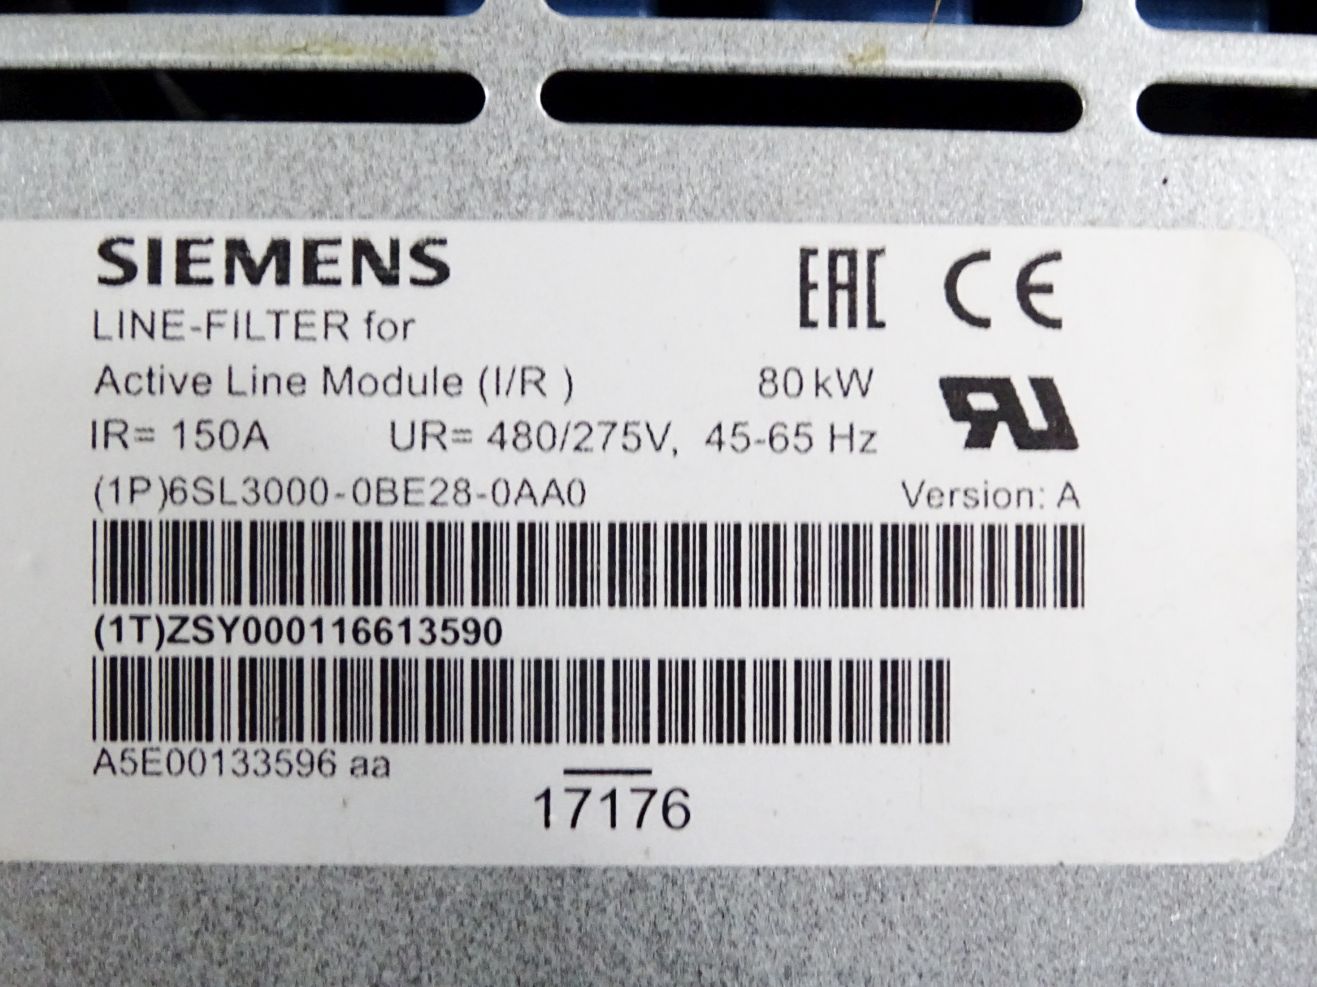 SIEMENS
EAC CE
LINE-FILTER for
Active Line Module (I/R ) 80 kW
RU
IR= 150A UR= 480/275V, 45-65 Hz
(1P)6SL3000-0BE28-0AA0 Version: A
(1T)ZSY000116613590
A5E00133596 aa
17176